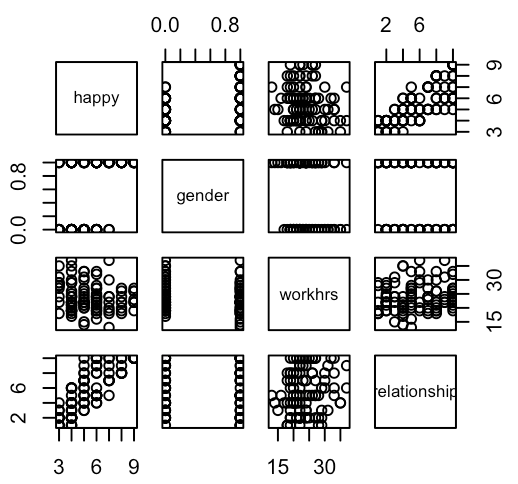 0.0 0.8
2 6
happy
3 6 9
0.0 0.8
gender
workhrs
15 30
2 6
relationship
3 6 9
15 30